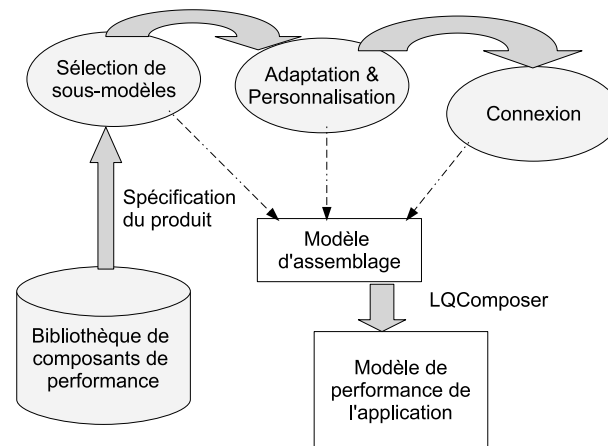 Sélection de
sous-modèles
Adaptation &
Personnalisation
Connexion
Spécification
du produit
Modèle
d'assemblage
LQComposer
Bibliothèque de
composants de
performance
Modèle de
performance de
l'application